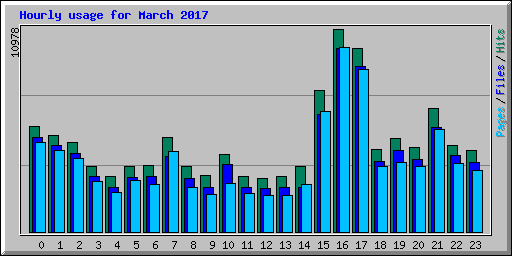 Hourly usage for March 2017
10978
Pages / Files / Hits
0 1 2 3 4 5 6 7 8 9 10 11 12 13 14 15 16 17 18 19 20 21 22 23